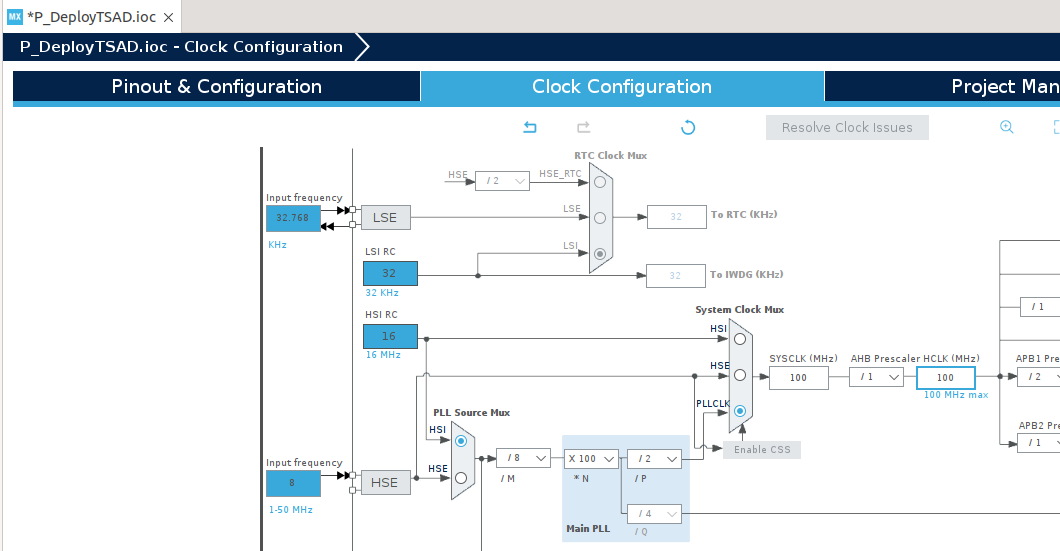 MX *P_DeployTSAD.ioc
P_DeployTSAD.ioc - Clock Configuration
Pinout & Configuration
Clock Configuration
Project Man
Resolve Clock Issues
RTC Clock Mux
HSE
/ 2
HSE_RTC
Input frequency
32.768
KHz
LSE
LSE
32
To RTC (KHz)
LSI RC
LSI
32
32 KHz
32
To IWDG (KHz)
System Clock Mux
HSI RC
16
16 MHz
HSI
/ 1
HSE
SYSCLK (MHz)
AHB Prescaler
HCLK (MHz)
APB1 Pre
100
/ 1
100
/ 2
100 MHz max
PLLCLK
PLL Source Mux
HSI
APB2 Pre
/ 1
Enable CSS
Input frequency
8
1-50 MHz
HSE
HSE
/ 8
/ M
X 100
* N
/ 2
/ P
/ 4
/ Q
Main PLL